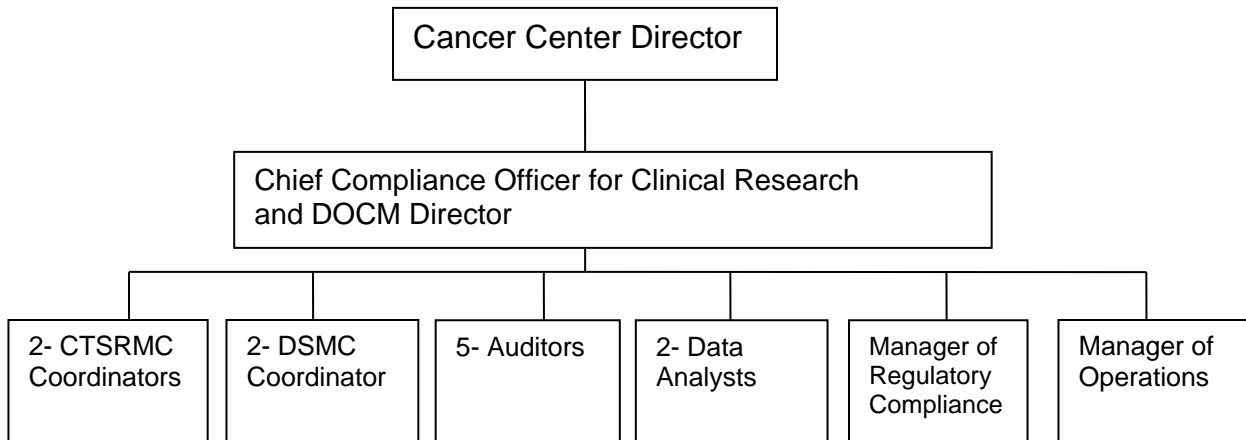 Cancer Center Director
Chief Compliance Officer for Clinical Research
and DOCM Director
2- CTSRMC
Coordinators
2- DSMC
Coordinator
5- Auditors
2- Data
Analysts
Manager of
Regulatory
Compliance
Manager of
Operations